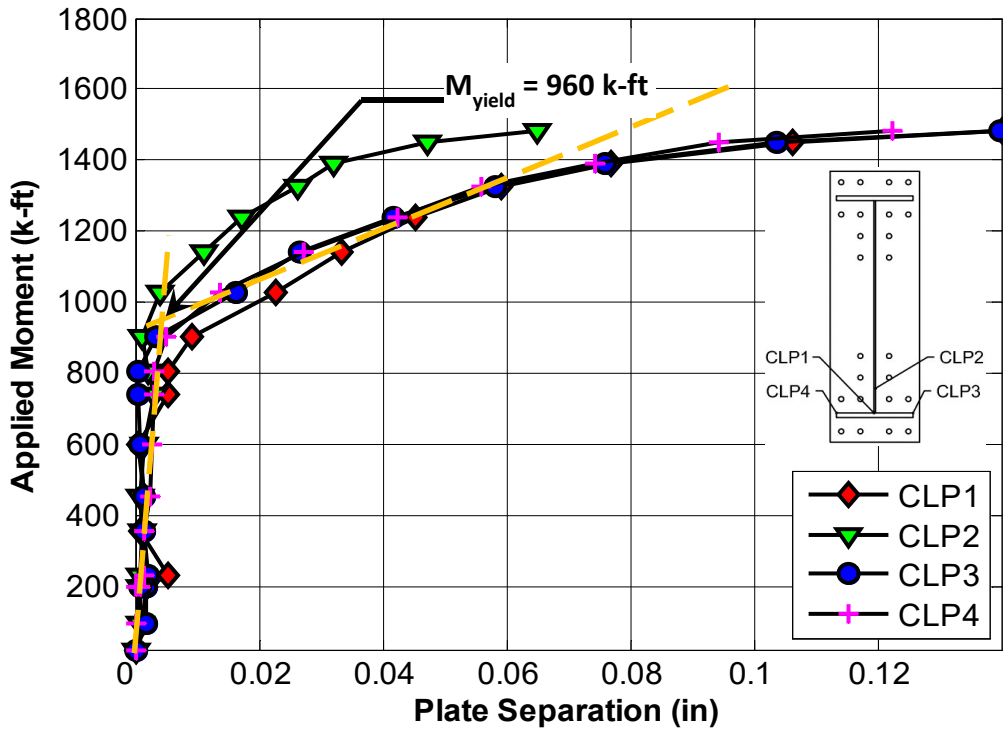 1800
1600
1400
1200
1000
800
600
400
200
0
0.02
0.04
0.06
0.08
0.1
0.12
Applied Moment (k-ft)
Plate Separation (in)
Myield = 960 k-ft
CLP1
CLP2
CLP4
CLP3
CLP1
CLP2
CLP3
CLP4